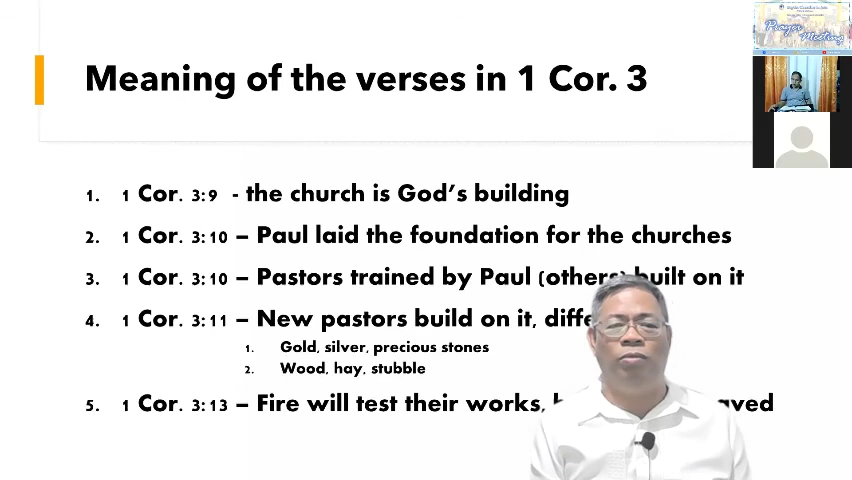 Meaning of the verses in 1 Cor. 3
1. 1 Cor. 3:9 - the church is God's building
2. 1 Cor. 3:10 – Paul laid the foundation for the churches
3. 1 Cor. 3:10 – Pastors trained by Paul (others) built on it
4. 1 Cor. 3:11 – New pastors build on it,
1. Gold, silver, precious stones
2. Wood, hay, stubble
5. 1 Cor. 3:13 – Fire will test their works,
Prayer
Meeting